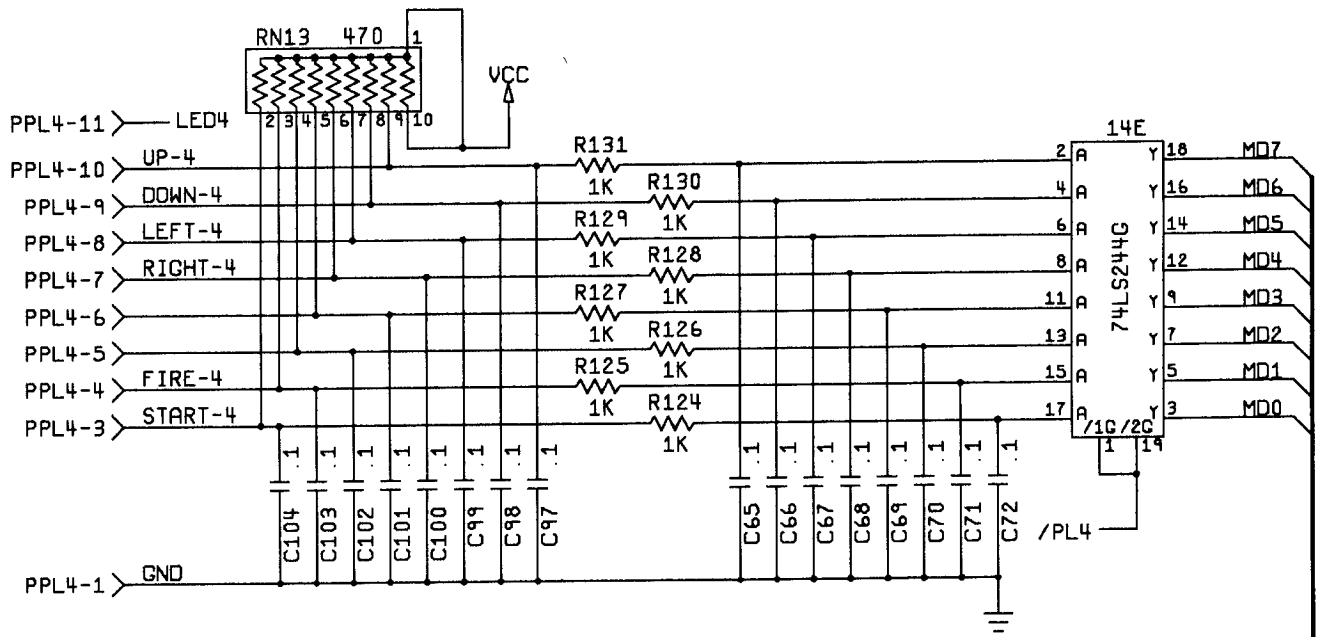 RN13 470 1
VCC
2 3 4 5 6 7 8 9 10
PPL4-11 LED4
PPL4-10 UP-4
PPL4-9 DOWN-4
PPL4-8 LEFT-4
PPL4-7 RIGHT-4
PPL4-6
PPL4-5
PPL4-4 FIRE-4
PPL4-3 START-4
PPL4-1 GND
R131
1K
R130
1K
R129
1K
R128
1K
R127
1K
R126
1K
R125
1K
R124
1K
.1 .1 .1 .1 .1 .1 .1 .1
C104 C103 C102 C101 C100 C99 C98 C97
.1 .1 .1 .1 .1 .1 .1 .1
C65 C66 C67 C68 C69 C70 C71 C72
14E
74LS244G
2 A Y 18 MD7
4 A Y 16 MD6
6 A Y 14 MD5
8 A Y 12 MD4
11 A Y 9 MD3
13 A Y 7 MD2
15 A Y 5 MD1
17 A Y 3 MD0
/1G /2G
1 19
/PL4